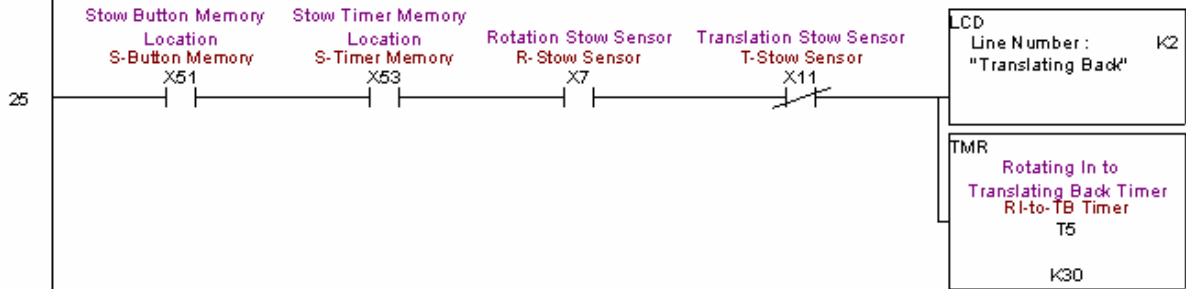 Stow Button Memory
Location
S-Button Memory
X51
Stow Timer Memory
Location
S-Timer Memory
X53
Rotation Stow Sensor
R-Stow Sensor
X7
Translation Stow Sensor
T-Stow Sensor
X11
25
LCD
Line Number : K2
"Translating Back"
TMR
Rotating In to
Translating Back Timer
RI-to-TB Timer
T5
K30